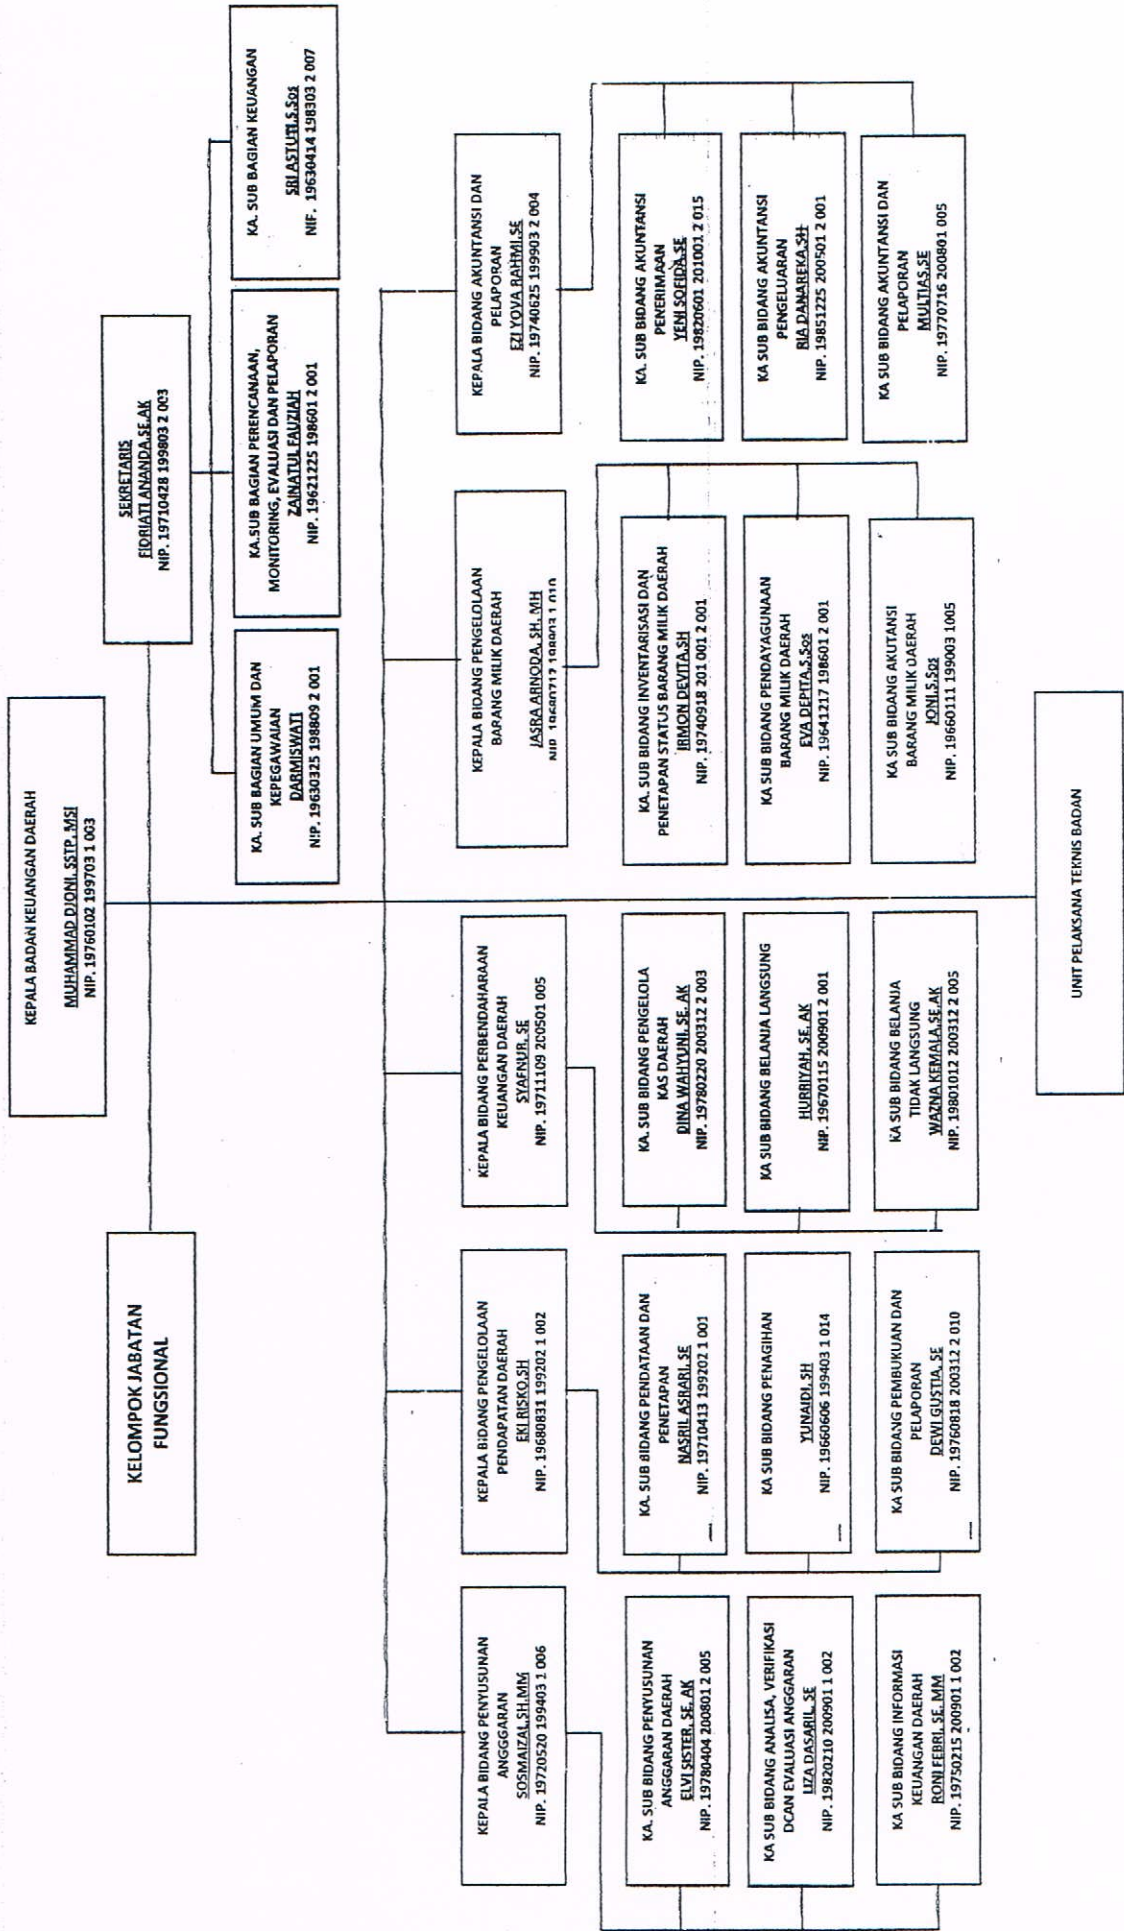 KEPALA BADAN KEUANGAN DAERAH
MUHAMMAD DJONI, SSTP, MSI
NIP. 19760102 199703 1 003
KELOMPOK JABATAN
FUNGSIONAL
SEKRETARIS
FIDRIATI ANANDA,SE,AK
NIP. 19710428 199803 2 003
KA. SUB BAGIAN UMUM DAN
KEPEGAWAIAN
DARMISWATI
NIP. 19630325 198809 2 001
KA.SUB BAGIAN PERENCANAAN,
MONITORING, EVALUASI DAN PELAPORAN
ZAINATUL FAUZIAH
NIP. 19621225 198601 2 001
KA. SUB BAGIAN KEUANGAN
SRI ASTUTI,S.Sos
NIP. 19630414 198303 2 007
KEPALA BIDANG PENYUSUNAN
ANGGGARAN
SOSMAIZAL,SH,MM
NIP. 19720520 199403 1 006
KA. SUB BIDANG PENYUSUNAN
ANGGARAN DAERAH
ELVI SISTER, SE, AK
NIP. 19780404 200801 2 005
KA SUB BIDANG ANALISA, VERIFIKASI
DCAN EVALUASI ANGGARAN
LIZA DASARIL, SE
NIP. 19820210 200901 1 002
KA SUB BIDANG INFORMASI
KEUANGAN DAERAH
RONI FEBRI, SE, MM
NIP. 19750215 200901 1 002
KEPALA BIDANG PENGELOLAAN
PENDAPATAN DAERAH
EKI RISKO,SH
NIP. 19680831 199202 1 002
KA. SUB BIDANG PENDATAAN DAN
PENETAPAN
NASRIL ASRARI, SE
NIP. 19710413 199202 1 001
KA SUB BIDANG PENAGIHAN
YUNAIDI, SH
NIP. 19660606 199403 1 014
KA SUB BIDANG PEMBUKUAN DAN
PELAPORAN
DEWI GUSTIA, SE
NIP. 19760818 200312 2 010
KEPALA BIDANG PERBENDAHARAAN
KEUANGAN DAERAH
SYAFNUR, SE
NIP. 19711109 200501 005
KA. SUB BIDANG PENGELOLA
KAS DAERAH
DINA WAHYUNI, SE, AK
NIP. 19780220 200312 2 003
KA SUB BIDANG BELANJA LANGSUNG
HURRIYAH, SE, AK
NIP. 19670115 200901 2 001
KA SUB BIDANG BELANJA
TIDAK LANGSUNG
WAZNA KEMALA,SE,AK
NIP. 19801012 200312 2 005
KEPALA BIDANG PENGELOLAAN
BARANG MILIK DAERAH
JASRA ARNODA, SH, MH
NIP. 19680712 198903 1 010
KA. SUB BIDANG INVENTARISASI DAN
PENETAPAN STATUS BARANG MILIK DAERAH
IRMON DEVITA,SH
NIP. 19740918 201 001 2 001
KA SUB BIDANG PENDAYAGUNAAN
BARANG MILIK DAERAH
EVA DEPITA,S.Sos
NIP. 19641217 198601 2 001
KA SUB BIDANG AKUTANSI
BARANG MILIK DAERAH
JONI,S.Sos
NIP. 19660111 199003 1005
KEPALA BIDANG AKUNTANSI DAN
PELAPORAN
EZI YOVA RAHMI,SE
NIP. 19740625 199903 2 004
KA. SUB BIDANG AKUNTANSI
PENERIMAAN
YENI SOFIDA,SE
NIP. 19820601 201001 2 015
KA SUB BIDANG AKUNTANSI
PENGELUARAN
RIA DANAREKA,SH
NIP. 19851225 200501 2 001
KA SUB BIDANG AKUNTANSI DAN
PELAPORAN
MULTIAS,SE
NIP. 19770716 200801 005
UNIT PELAKSANA TEKNIS BADAN